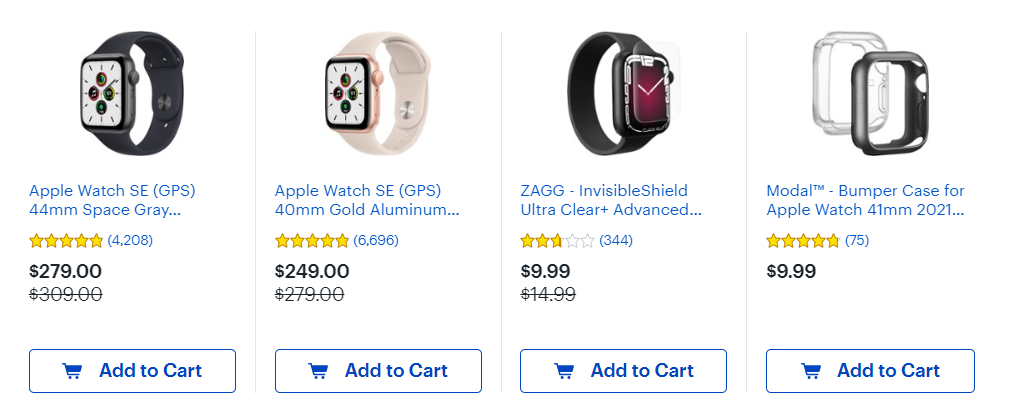 Apple Watch SE (GPS)
44mm Space Gray...
(4,208)
$279.00
$309.00
Add to Cart
Apple Watch SE (GPS)
40mm Gold Aluminum...
(6,696)
$249.00
$279.00
Add to Cart
ZAGG - InvisibleShield
Ultra Clear+ Advanced...
(344)
$9.99
$14.99
Add to Cart
Modal™ - Bumper Case for
Apple Watch 41mm 2021...
(75)
$9.99
Add to Cart